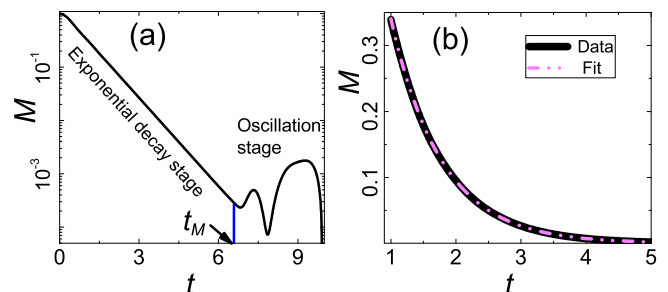 (a)
Exponential decay stage
Oscillation
stage
t_M
M
10⁻¹
10⁻³
0
3
6
9
t
(b)
Data
Fit
M
0.3
0.2
0.1
1
2
3
4
5
t